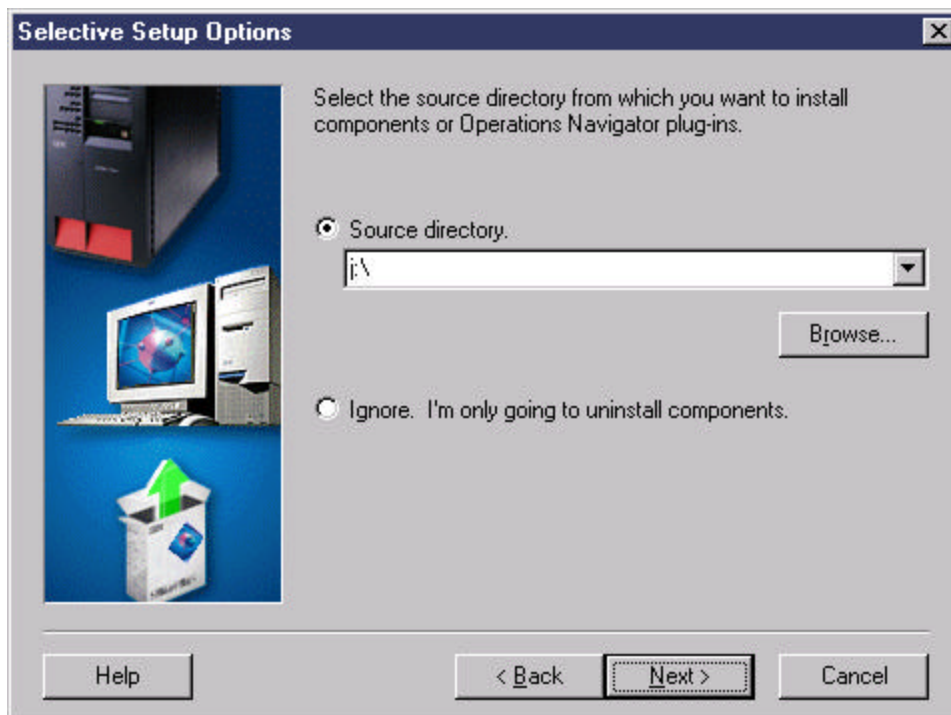 Selective Setup Options
Select the source directory from which you want to install
components or Operations Navigator plug-ins.
Source directory.
j:\
Browse...
Ignore.  I'm only going to uninstall components.
Help
< Back
Next >
Cancel